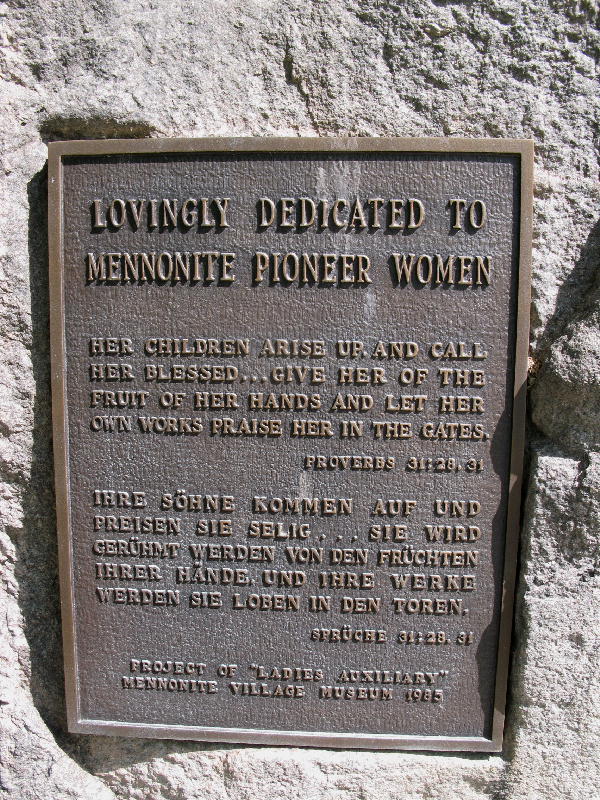 LOVINGLY DEDICATED TO
MENNONITE PIONEER WOMEN
HER CHILDREN ARISE UP AND CALL
HER BLESSED...GIVE HER OF THE
FRUIT OF HER HANDS AND LET HER
OWN WORKS PRAISE HER IN THE GATES.
PROVERBS 31:28, 31
IHRE SÖHNE KOMMEN AUF UND
PREISEN SIE SELIG... SIE WIRD
GERÜHMT WERDEN VON DEN FRÜCHTEN
IHRER HÄNDE, UND IHRE WERKE
WERDEN SIE LOBEN IN DEN TOREN.
SPRÜCHE 31:28, 31
PROJECT OF "LADIES AUXILIARY"
MENNONITE VILLAGE MUSEUM 1985